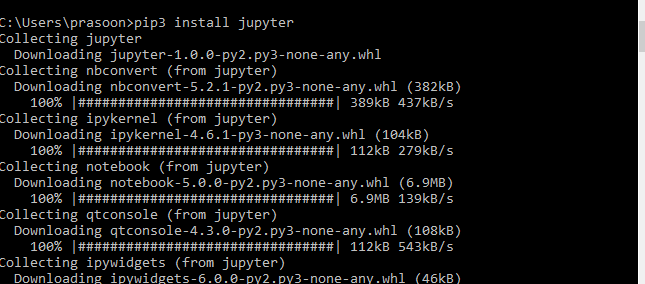 C:\Users\prasoon>pip3 install jupyter
Collecting jupyter
  Downloading jupyter-1.0.0-py2.py3-none-any.whl
Collecting nbconvert (from jupyter)
  Downloading nbconvert-5.2.1-py2.py3-none-any.whl (382kB)
    100% |################################| 389kB 437kB/s
Collecting ipykernel (from jupyter)
  Downloading ipykernel-4.6.1-py3-none-any.whl (104kB)
    100% |################################| 112kB 279kB/s
Collecting notebook (from jupyter)
  Downloading notebook-5.0.0-py2.py3-none-any.whl (6.9MB)
    100% |################################| 6.9MB 139kB/s
Collecting qtconsole (from jupyter)
  Downloading qtconsole-4.3.0-py2.py3-none-any.whl (108kB)
    100% |################################| 112kB 543kB/s
Collecting ipywidgets (from jupyter)
  Downloading ipywidgets-6.0.0-py2.py3-none-any.whl (46kB)